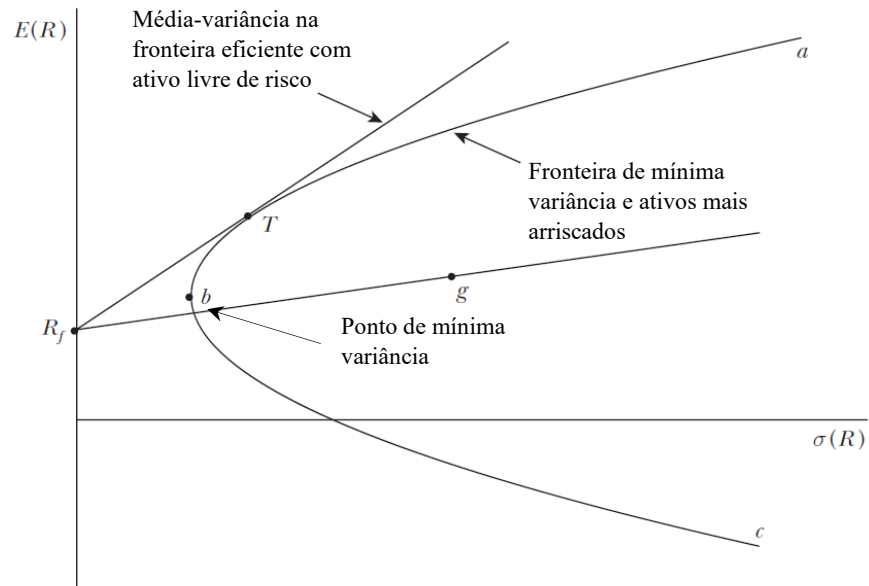 Média-variância na
fronteira eficiente com
ativo livre de risco
E(R)
a
Fronteira de mínima
variância e ativos mais
arriscados
T
b
g
R_f
Ponto de mínima
variância
σ(R)
c